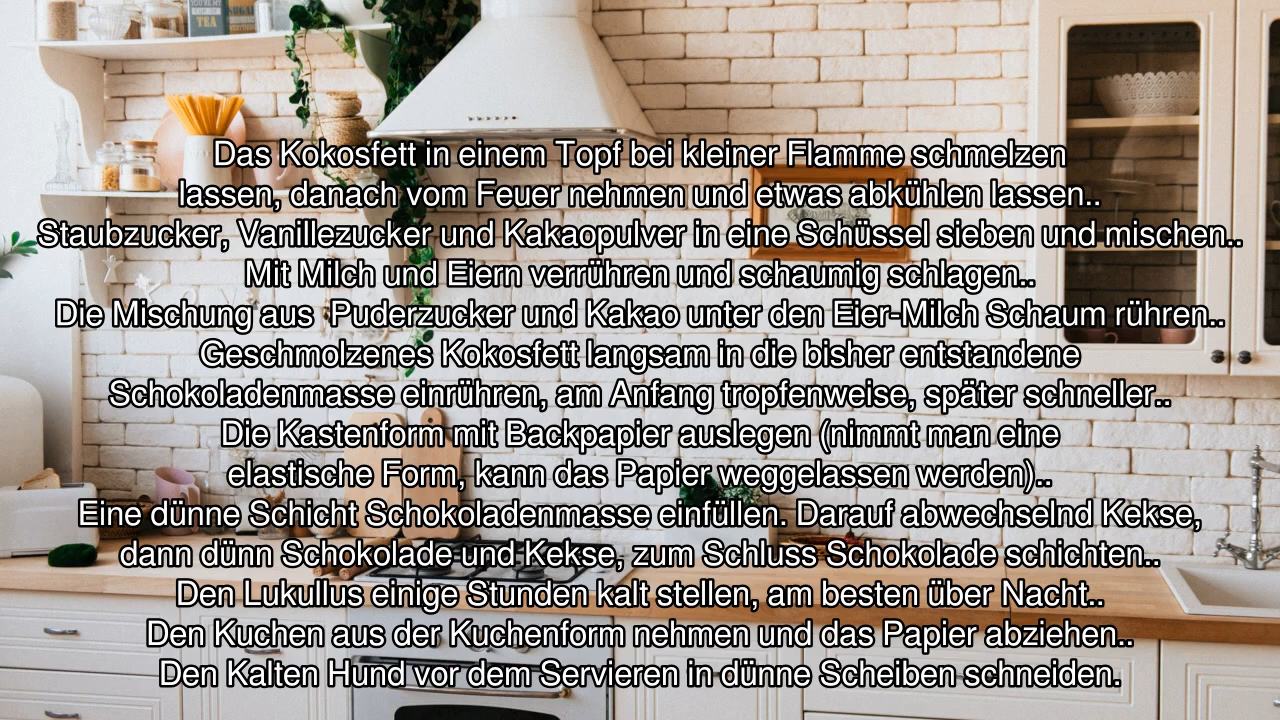 YOU'RE MY
TEA
SUGAR
Das Kokosfett in einem Topf bei kleiner Flamme schmelzen
lassen, danach vom Feuer nehmen und etwas abkühlen lassen..
Staubzucker, Vanillezucker und Kakaopulver in eine Schüssel sieben und mischen..
Mit Milch und Eiern verrühren und schaumig schlagen..
Die Mischung aus  Puderzucker und Kakao unter den Eier-Milch Schaum rühren..
Geschmolzenes Kokosfett langsam in die bisher entstandene
Schokoladenmasse einrühren, am Anfang tropfenweise, später schneller..
Die Kastenform mit Backpapier auslegen (nimmt man eine
elastische Form, kann das Papier weggelassen werden)..
Eine dünne Schicht Schokoladenmasse einfüllen. Darauf abwechselnd Kekse,
dann dünn Schokolade und Kekse, zum Schluss Schokolade schichten..
Den Lukullus einige Stunden kalt stellen, am besten über Nacht..
Den Kuchen aus der Kuchenform nehmen und das Papier abziehen..
Den Kalten Hund vor dem Servieren in dünne Scheiben schneiden.